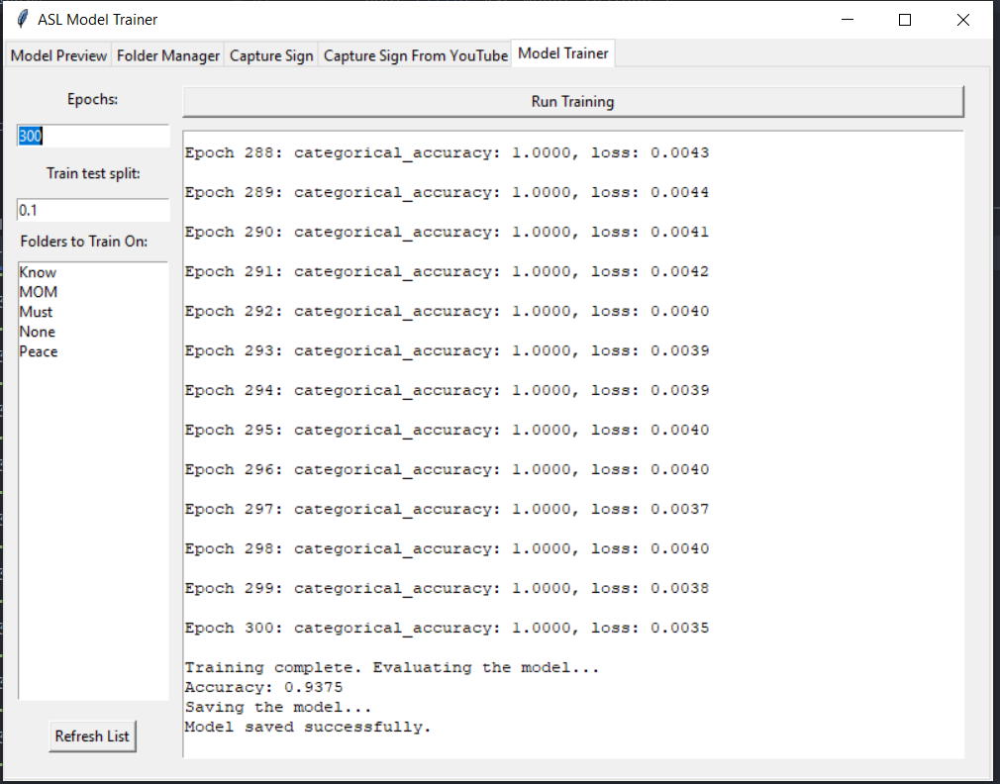 ASL Model Trainer
Model Preview Folder Manager Capture Sign Capture Sign From YouTube Model Trainer
Epochs:
300
Train test split:
0.1
Folders to Train On:
Know
MOM
Must
None
Peace
Refresh List
Run Training
Epoch 288: categorical_accuracy: 1.0000, loss: 0.0043
Epoch 289: categorical_accuracy: 1.0000, loss: 0.0044
Epoch 290: categorical_accuracy: 1.0000, loss: 0.0041
Epoch 291: categorical_accuracy: 1.0000, loss: 0.0042
Epoch 292: categorical_accuracy: 1.0000, loss: 0.0040
Epoch 293: categorical_accuracy: 1.0000, loss: 0.0039
Epoch 294: categorical_accuracy: 1.0000, loss: 0.0039
Epoch 295: categorical_accuracy: 1.0000, loss: 0.0040
Epoch 296: categorical_accuracy: 1.0000, loss: 0.0040
Epoch 297: categorical_accuracy: 1.0000, loss: 0.0037
Epoch 298: categorical_accuracy: 1.0000, loss: 0.0040
Epoch 299: categorical_accuracy: 1.0000, loss: 0.0038
Epoch 300: categorical_accuracy: 1.0000, loss: 0.0035
Training complete. Evaluating the model...
Accuracy: 0.9375
Saving the model...
Model saved successfully.